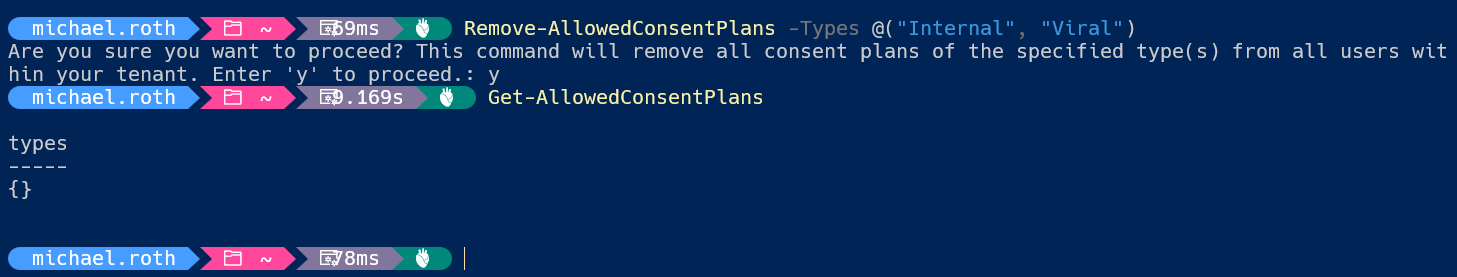 michael.roth ~ 69ms Remove-AllowedConsentPlans -Types @("Internal", "Viral")
Are you sure you want to proceed? This command will remove all consent plans of the specified type(s) from all users wit
hin your tenant. Enter 'y' to proceed.: y
michael.roth ~ 9.169s Get-AllowedConsentPlans
types
-----
{}
michael.roth ~ 78ms